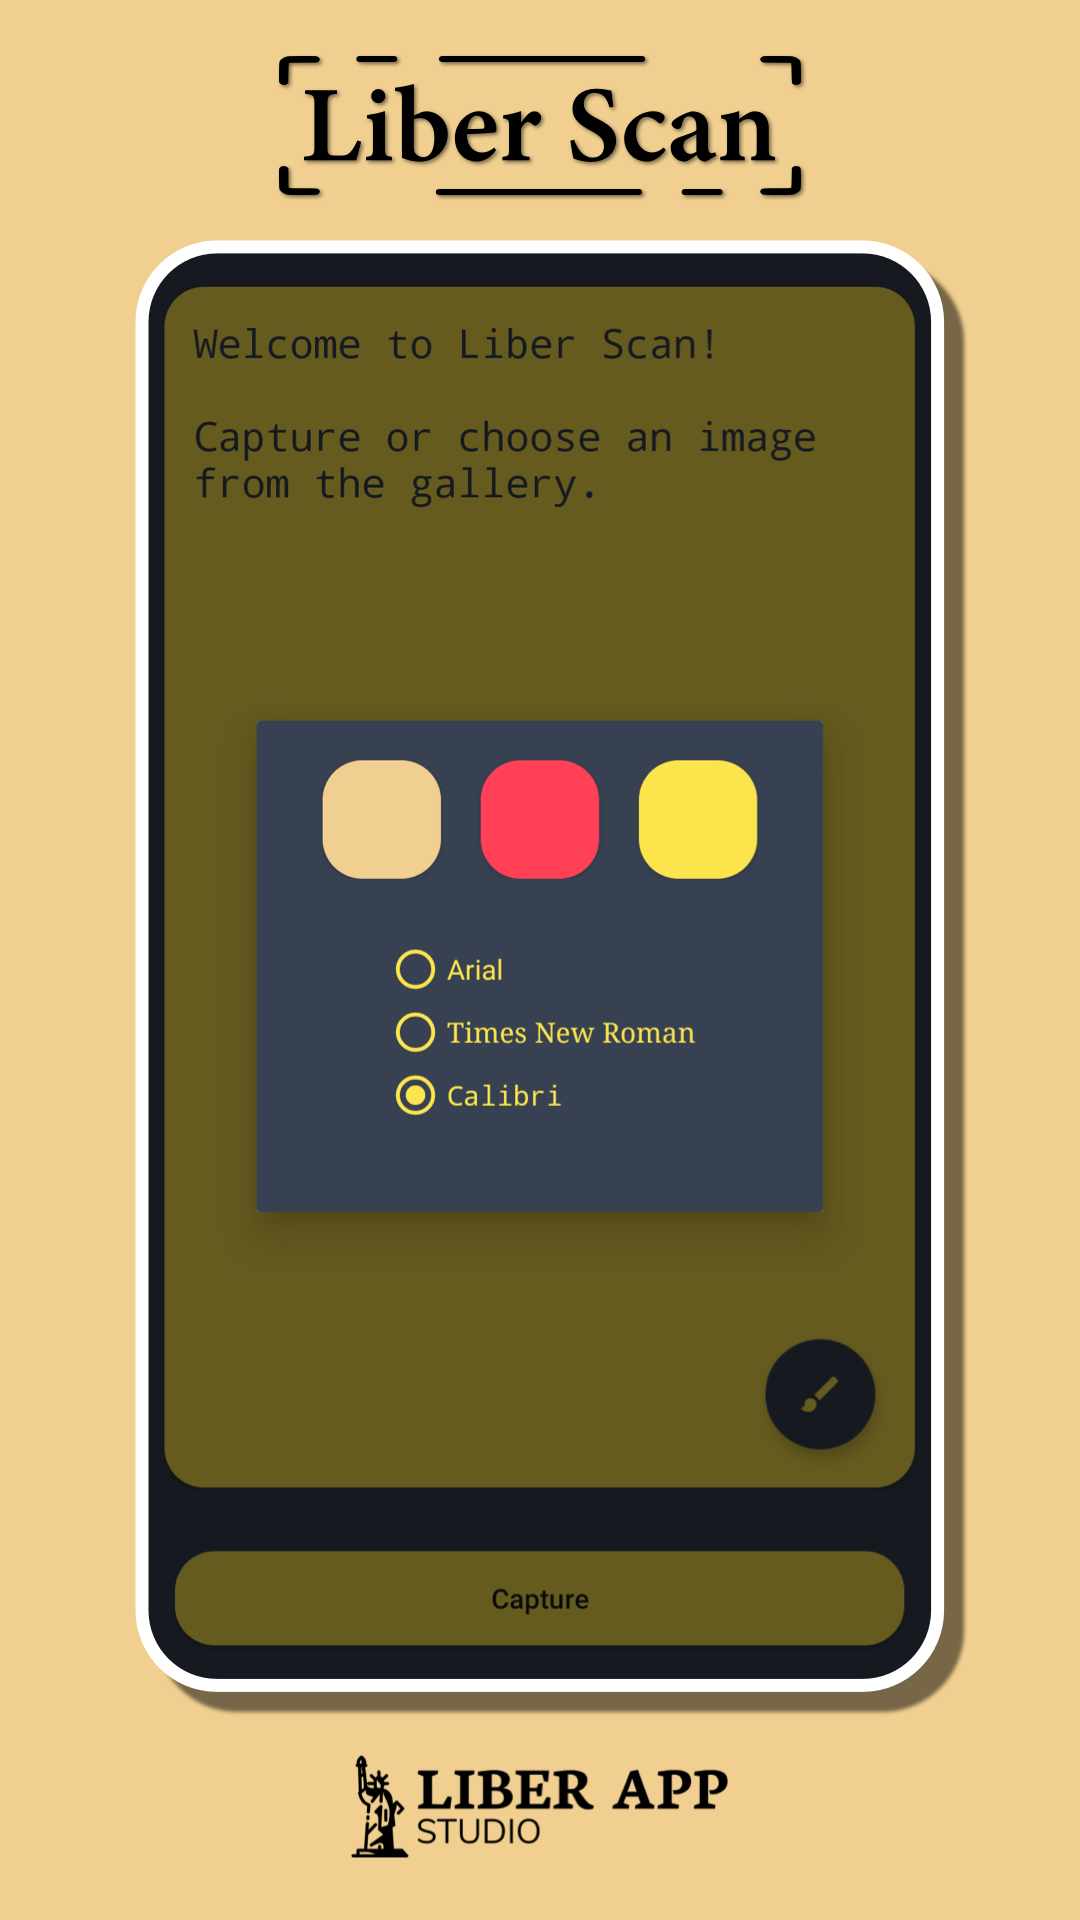 Liber Scan
Welcome to Liber Scan!
Capture or choose an image
from the gallery.
Arial
Times New Roman
Calibri
Capture
LIBER APP
STUDIO